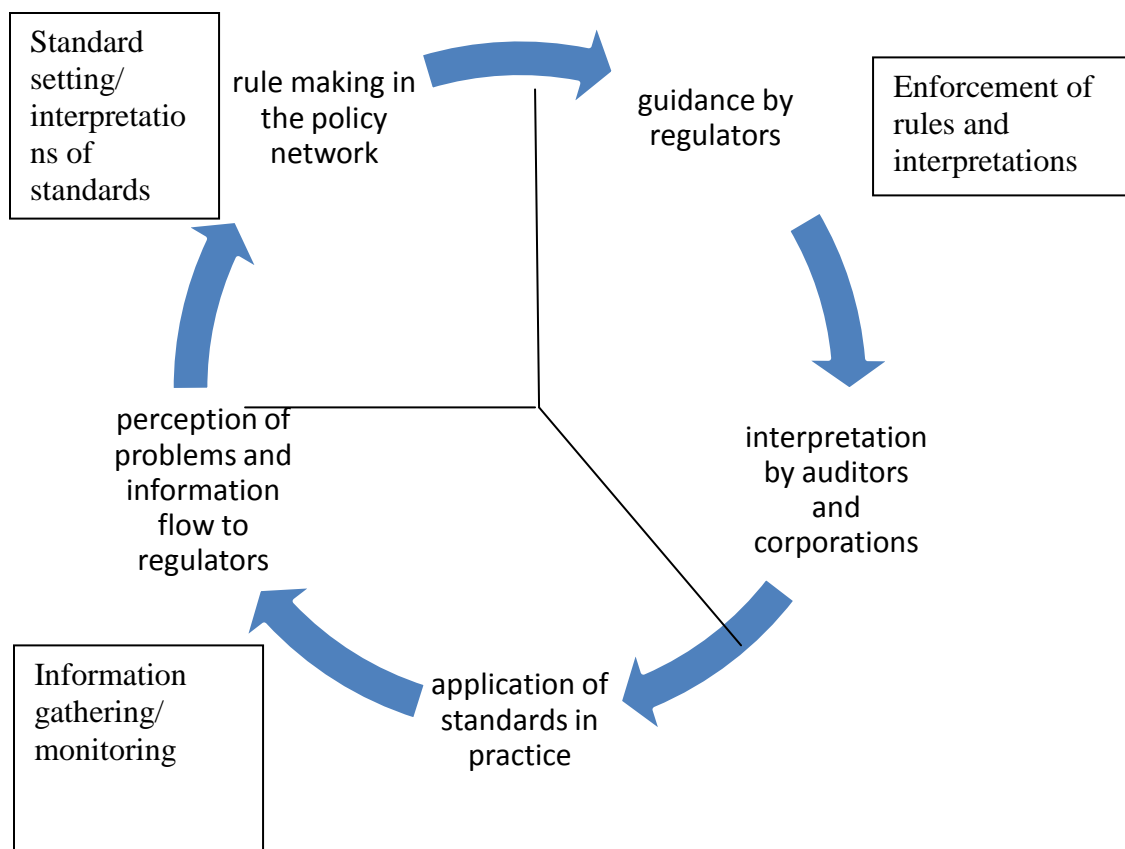 Standard
setting/
interpretatio
ns of
standards
rule making in
the policy
network
guidance by
regulators
Enforcement of
rules and
interpretations
interpretation
by auditors
and
corporations
application of
standards in
practice
perception of
problems and
information
flow to
regulators
Information
gathering/
monitoring